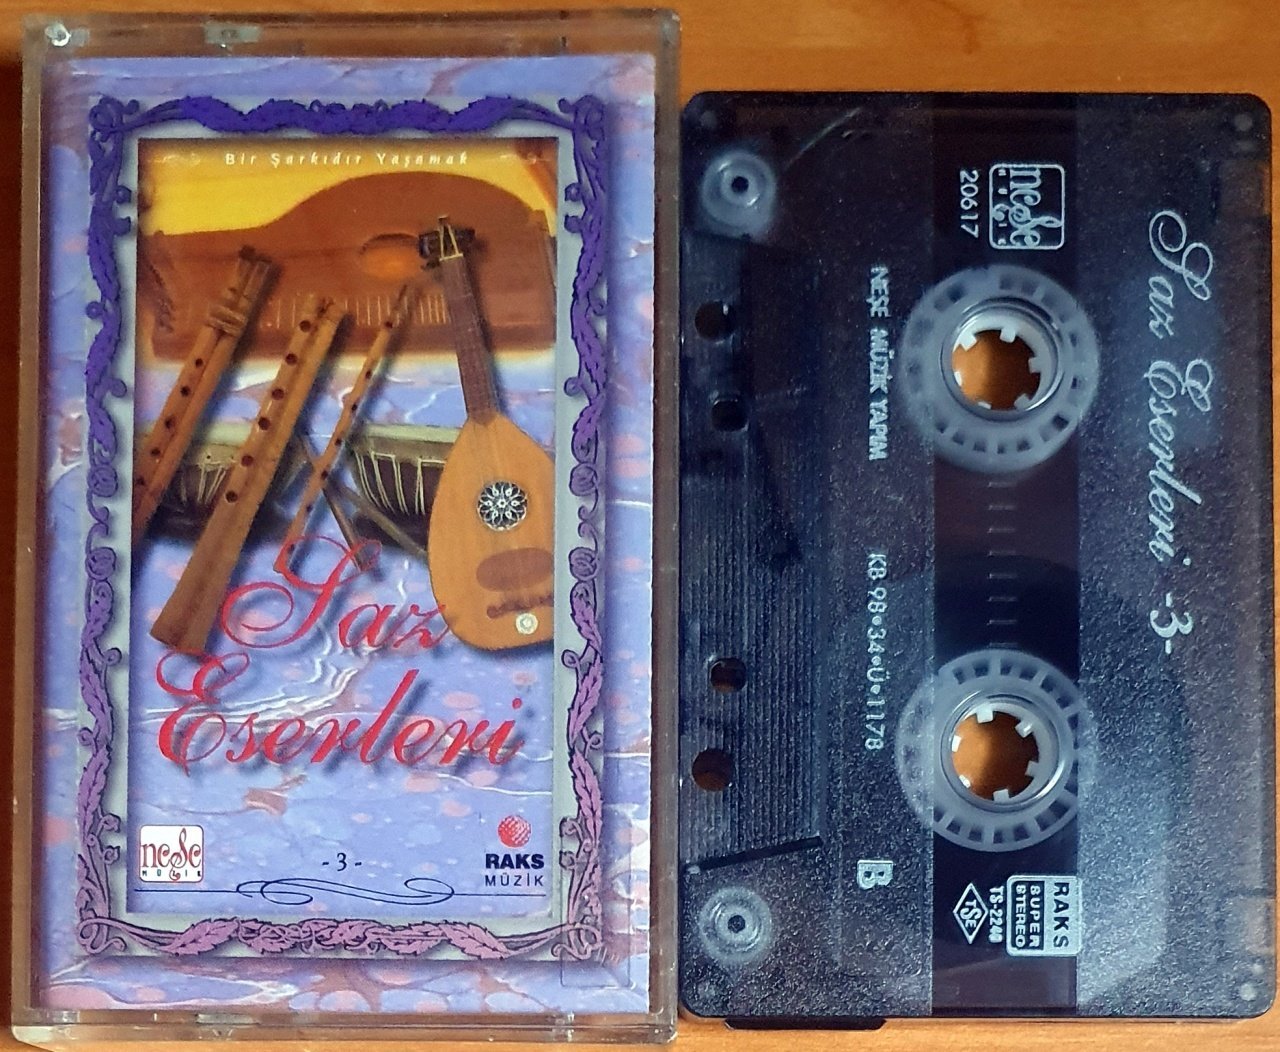 Bir Şarkıdır Yaşamak
Saz
Eserleri
neşe
MÜZİK
-3-
RAKS
MÜZİK
Saz Eserleri -3-
neşe
MÜZİK
20617
NEŞE MÜZİK YAPIM
KB•98•34•Ü•1178
B
RAKS
SUPER
STEREO
TS-2240
TSE